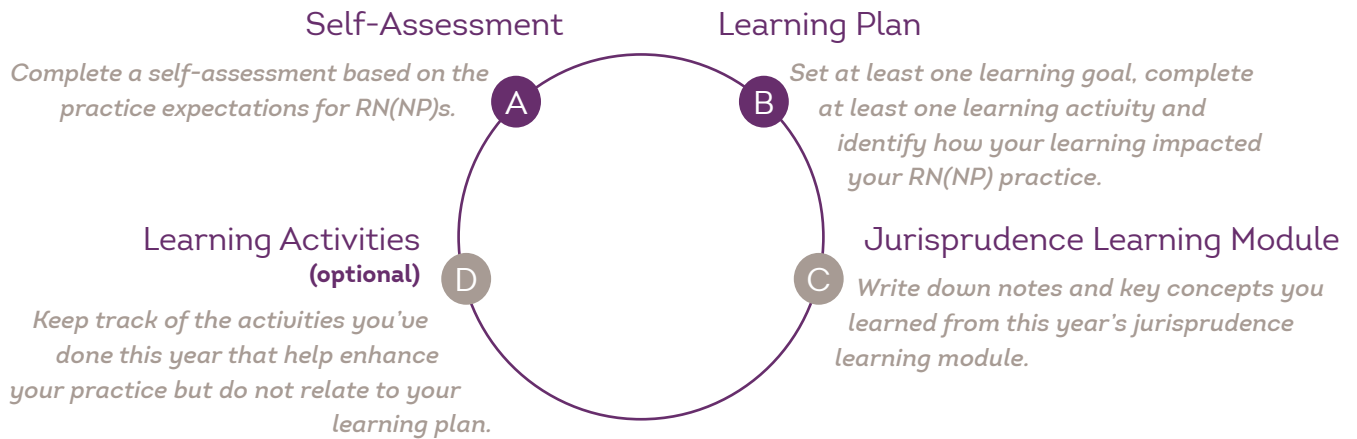 Self-Assessment
Complete a self-assessment based on the
practice expectations for RN(NP)s.
A
Learning Plan
B
Set at least one learning goal, complete
at least one learning activity and
identify how your learning impacted
your RN(NP) practice.
Jurisprudence Learning Module
C
Write down notes and key concepts you
learned from this year’s jurisprudence
learning module.
Learning Activities
(optional)
D
Keep track of the activities you’ve
done this year that help enhance
your practice but do not relate to your
learning plan.